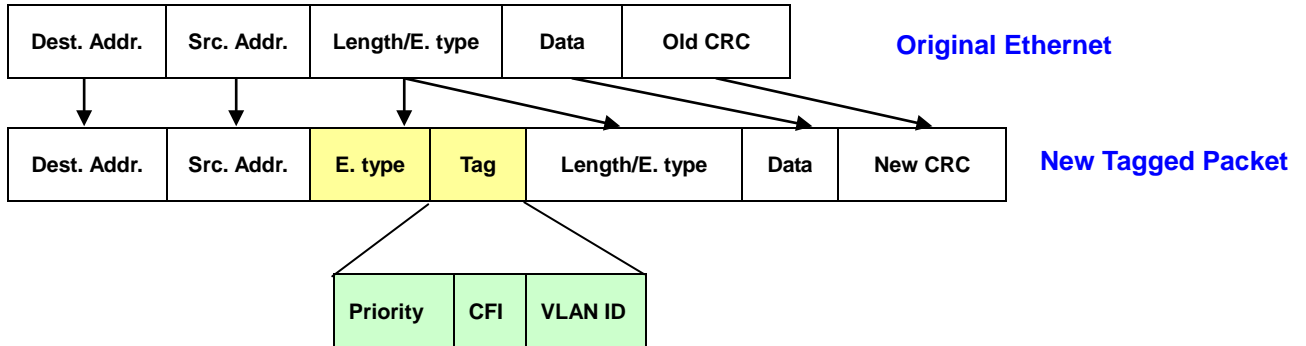 Dest. Addr. Src. Addr. Length/E. type Data Old CRC Original Ethernet
Dest. Addr. Src. Addr. E. type Tag Length/E. type Data New CRC New Tagged Packet
Priority CFI VLAN ID